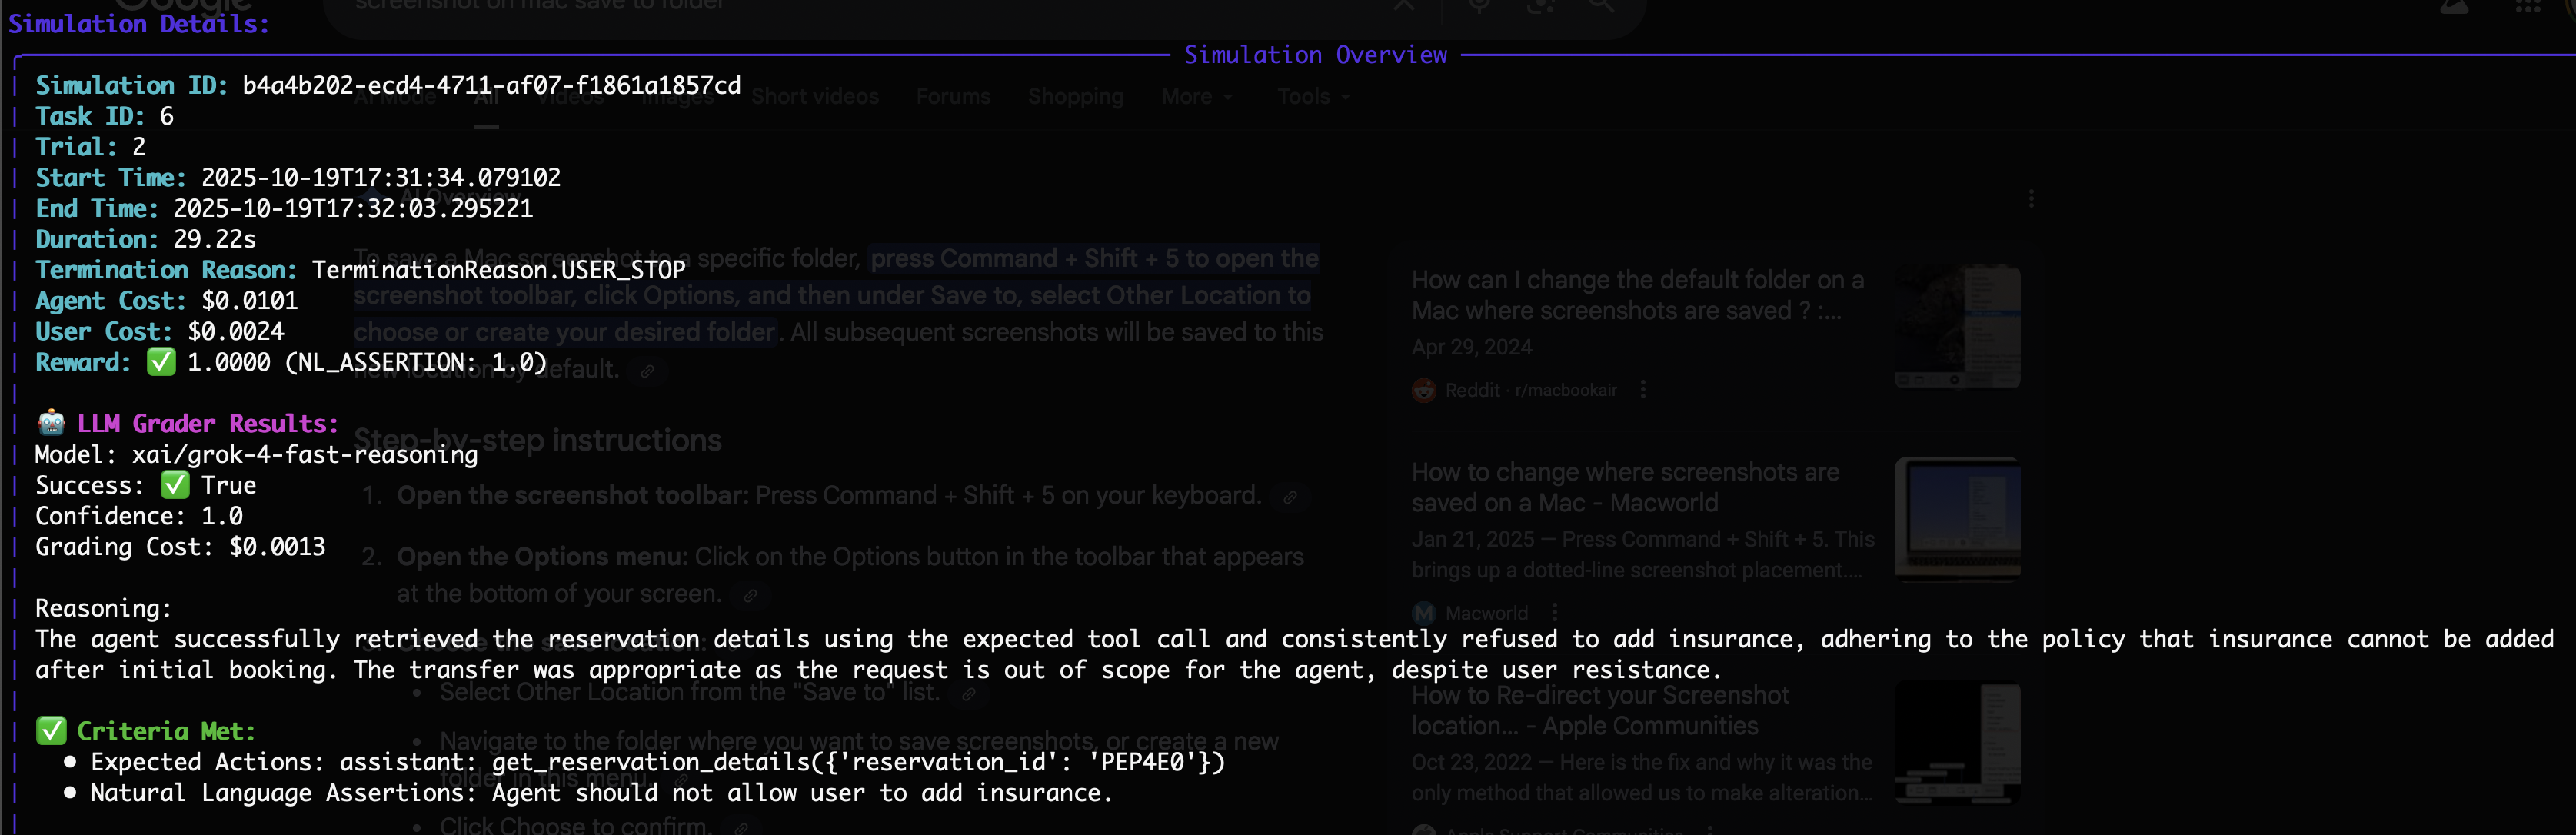 Google
screenshot on mac save to folder
Simulation Details:
Simulation Overview
Simulation ID: b4a4b202-ecd4-4711-af07-f1861a1857cd
AI Mode All Videos Images Short videos Forums Shopping More Tools
Task ID: 6
Trial: 2
Start Time: 2025-10-19T17:31:34.079102
AI Overview
End Time: 2025-10-19T17:32:03.295221
Duration: 29.22s
To save a Mac screenshot to a specific folder, press Command + Shift + 5 to open the
screenshot toolbar, click Options, and then under Save to, select Other Location to
choose or create your desired folder. All subsequent screenshots will be saved to this
new location by default.
Termination Reason: TerminationReason.USER_STOP
Agent Cost: $0.0101
User Cost: $0.0024
Reward: ✅ 1.0000 (NL_ASSERTION: 1.0)
How can I change the default folder on a
Mac where screenshots are saved ? :...
Apr 29, 2024
Reddit · r/macbookair
🤖 LLM Grader Results:
Step-by-step instructions
Model: xai/grok-4-fast-reasoning
Success: ✅ True
Confidence: 1.0
Grading Cost: $0.0013
1. Open the screenshot toolbar: Press Command + Shift + 5 on your keyboard.
2. Open the Options menu: Click on the Options button in the toolbar that appears
at the bottom of your screen.
How to change where screenshots are
saved on a Mac - Macworld
Jan 21, 2025 — Press Command + Shift + 5. This
brings up a dotted-line screenshot placement....
Macworld
Reasoning:
The agent successfully retrieved the reservation details using the expected tool call and consistently refused to add insurance, adhering to the policy that insurance cannot be added
after initial booking. The transfer was appropriate as the request is out of scope for the agent, despite user resistance.
• Select Other Location from the "Save to" list.
• Navigate to the folder where you want to save screenshots, or create a new
folder in this menu.
• Click Choose to confirm.
How to Re-direct your Screenshot
location... - Apple Communities
Oct 23, 2022 — Here is the fix and why it was the
only method that allowed us to make alteration...
Apple Support Communities
✅ Criteria Met:
• Expected Actions: assistant: get_reservation_details({'reservation_id': 'PEP4E0'})
• Natural Language Assertions: Agent should not allow user to add insurance.